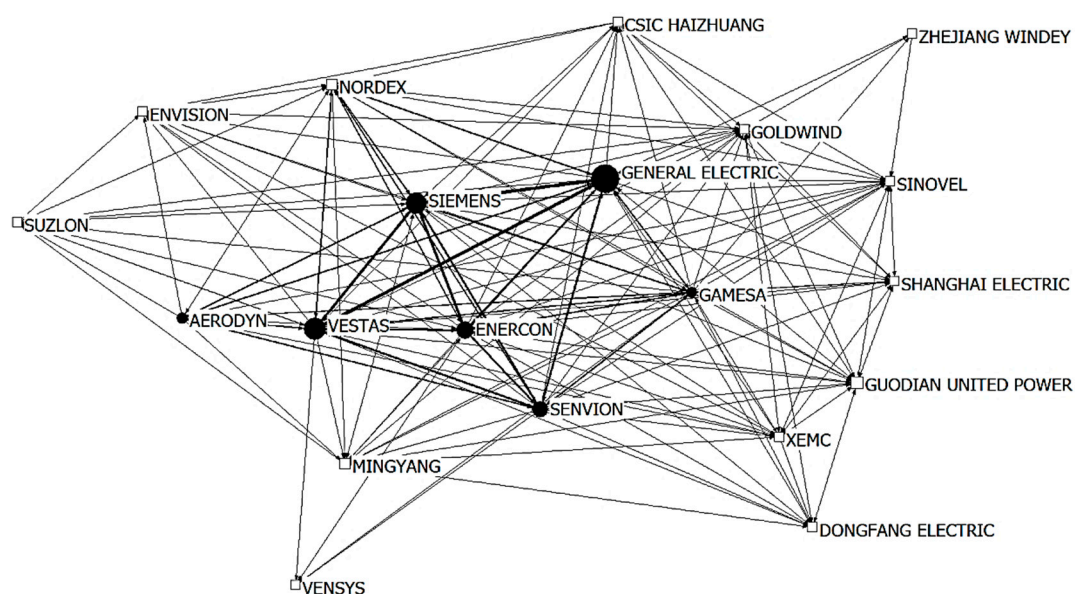 CSIC HAIZHUANG
ZHEJIANG WINDEY
NORDEX
ENVISION
GOLDWIND
GENERAL ELECTRIC
SINOVEL
SIEMENS
SUZLON
SHANGHAI ELECTRIC
GAMESA
AERODYN
VESTAS
ENERCON
GUODIAN UNITED POWER
SENVION
XEMC
MINGYANG
DONGFANG ELECTRIC
VENSYS